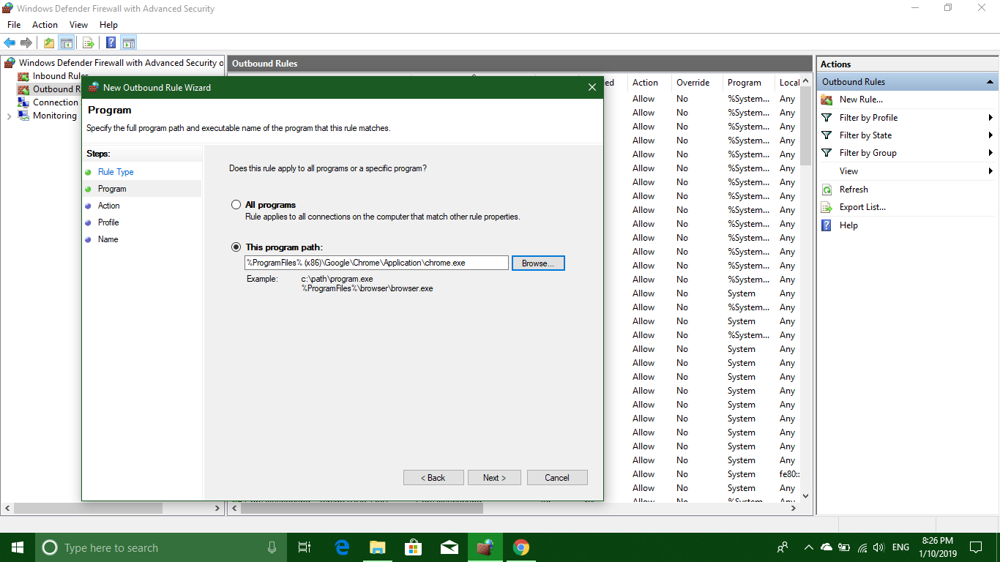 Windows Defender Firewall with Advanced Security
File Action View Help
Windows Defender Firewall with Advanced Security o
Inbound Rules
Outbound R
Connection
Monitoring
Outbound Rules
New Outbound Rule Wizard
Program
Specify the full program path and executable name of the program that this rule matches.
Steps:
Rule Type
Program
Action
Profile
Name
Does this rule apply to all programs or a specific program?
All programs
Rule applies to all connections on the computer that match other rule properties.
This program path:
%ProgramFiles% (x86)\Google\Chrome\Application\chrome.exe
Browse...
Example: c:\path\program.exe
%ProgramFiles%\browser\browser.exe
< Back Next > Cancel
ed Action Override Program Local
Allow No %System... Any
Allow No %System... Any
Allow No %System... Any
Allow No %System... Any
Allow No %System... Any
Allow No %System... Any
Allow No %System... Any
Allow No %System... Any
Allow No %System... Any
Allow No %System... Any
Allow No %System... Any
Allow No %System... Any
Allow No %System... Any
Allow No %System... Any
Allow No System Any
Allow No %System... Any
Allow No System Any
Allow No %System... Any
Allow No System Any
Allow No System Any
Allow No System Any
Allow No System Any
Allow No System Any
Allow No System Any
Allow No System Any
Allow No System Any
Allow No System Any
Allow No System fe80::
Allow No System Any
Allow No %System... Any
Actions
Outbound Rules
New Rule...
Filter by Profile
Filter by State
Filter by Group
View
Refresh
Export List...
Help
Type here to search
ENG
8:26 PM
1/10/2019